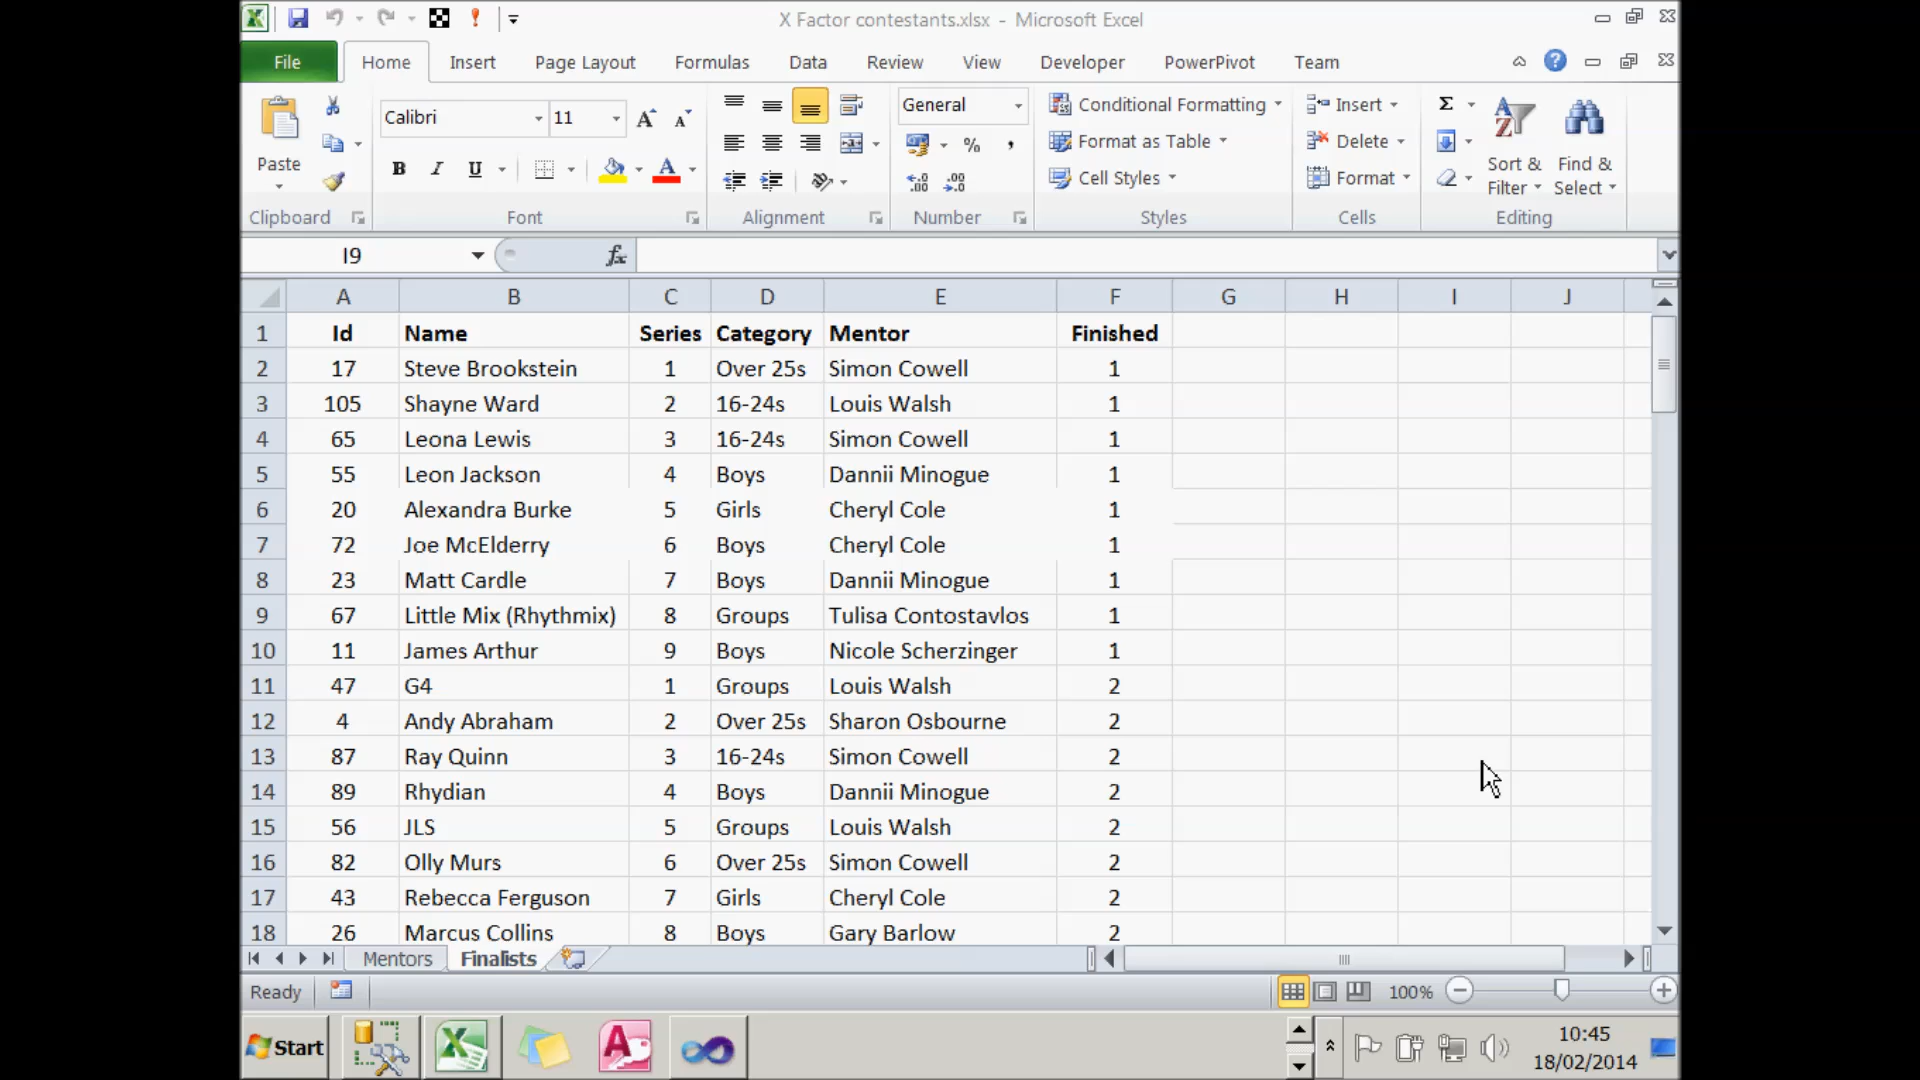 X Factor contestants.xlsx - Microsoft Excel
File Home Insert Page Layout Formulas Data Review View Developer PowerPivot Team
Calibri 11 General Conditional Formatting Insert Σ
Format as Table Delete
Paste B I U A % , Cell Styles Format Sort & Filter Find & Select
Clipboard Font Alignment Number Styles Cells Editing
I9 fx
A B C D E F G H I J
1 Id Name Series Category Mentor Finished
2 17 Steve Brookstein 1 Over 25s Simon Cowell 1
3 105 Shayne Ward 2 16-24s Louis Walsh 1
4 65 Leona Lewis 3 16-24s Simon Cowell 1
5 55 Leon Jackson 4 Boys Dannii Minogue 1
6 20 Alexandra Burke 5 Girls Cheryl Cole 1
7 72 Joe McElderry 6 Boys Cheryl Cole 1
8 23 Matt Cardle 7 Boys Dannii Minogue 1
9 67 Little Mix (Rhythmix) 8 Groups Tulisa Contostavlos 1
10 11 James Arthur 9 Boys Nicole Scherzinger 1
11 47 G4 1 Groups Louis Walsh 2
12 4 Andy Abraham 2 Over 25s Sharon Osbourne 2
13 87 Ray Quinn 3 16-24s Simon Cowell 2
14 89 Rhydian 4 Boys Dannii Minogue 2
15 56 JLS 5 Groups Louis Walsh 2
16 82 Olly Murs 6 Over 25s Simon Cowell 2
17 43 Rebecca Ferguson 7 Girls Cheryl Cole 2
18 26 Marcus Collins 8 Boys Gary Barlow 2
Mentors Finalists
Ready 100%
Start 10:45
18/02/2014